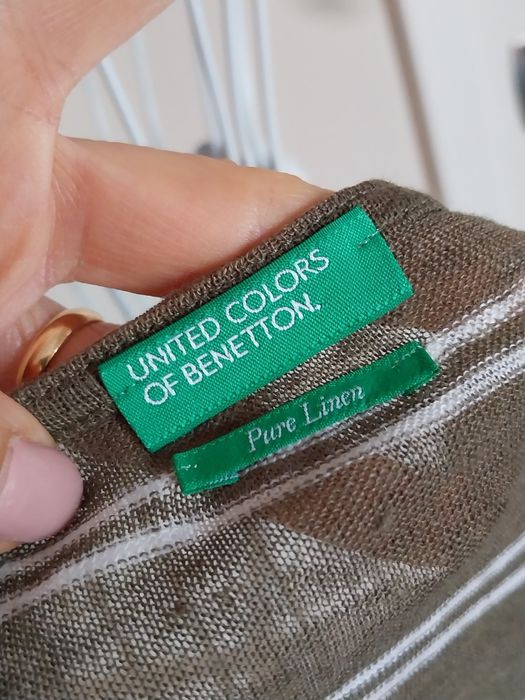 UNITED COLORS
OF BENETTON.
Pure Linen